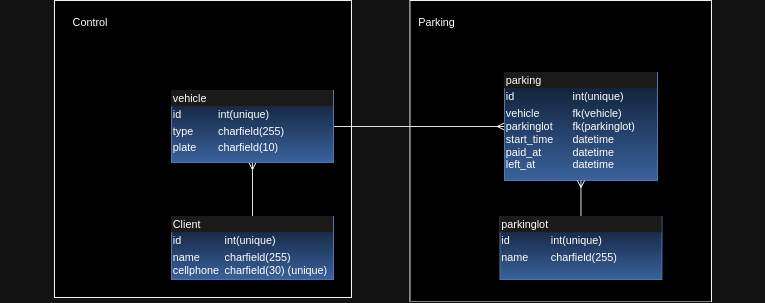 Control
vehicle
id int(unique)
type charfield(255)
plate charfield(10)
Client
id int(unique)
name charfield(255)
cellphone charfield(30) (unique)
Parking
parking
id int(unique)
vehicle fk(vehicle)
parkinglot fk(parkinglot)
start_time datetime
paid_at datetime
left_at datetime
parkinglot
id int(unique)
name charfield(255)